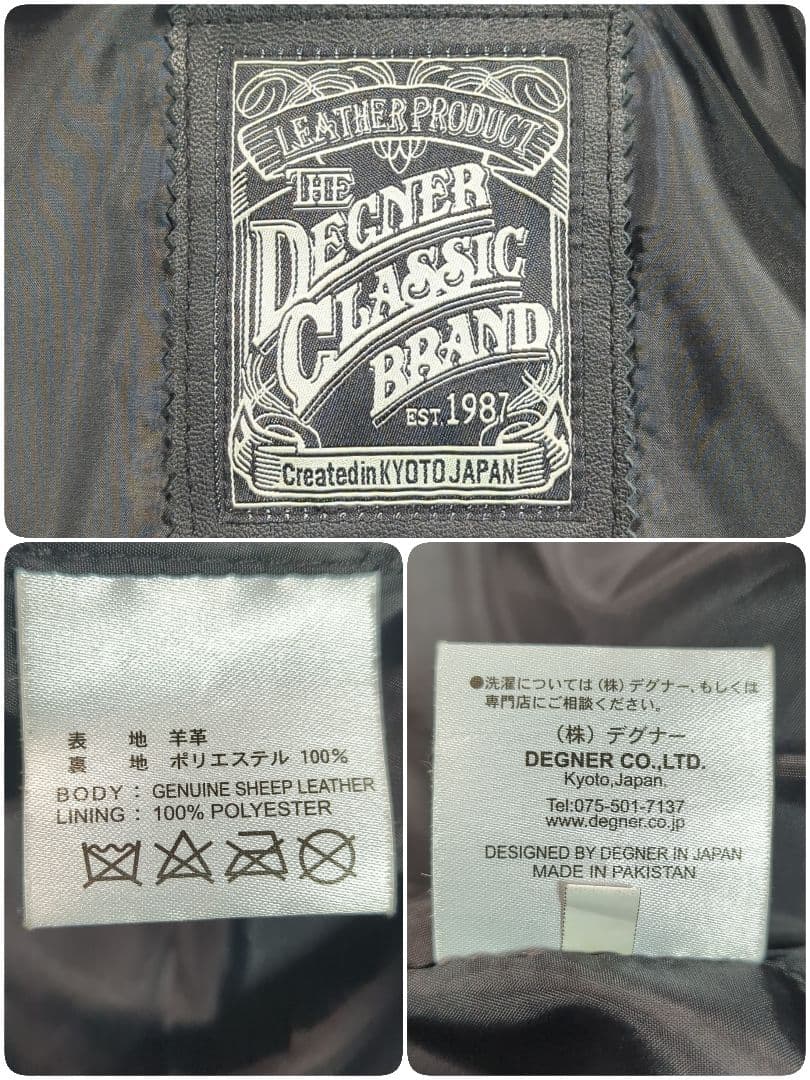 LEATHER PRODUCT
THE
DEGNER
CLASSIC
BRAND
EST. 1987
Created in KYOTO JAPAN
表 地 羊革
裏 地 ポリエステル 100%
BODY : GENUINE SHEEP LEATHER
LINING : 100% POLYESTER
●洗濯については(株)デグナー、もしくは
専門店にご相談ください。
(株)デグナー
DEGNER CO.,LTD.
Kyoto,Japan.
Tel:075-501-7137
www.degner.co.jp
DESIGNED BY DEGNER IN JAPAN
MADE IN PAKISTAN